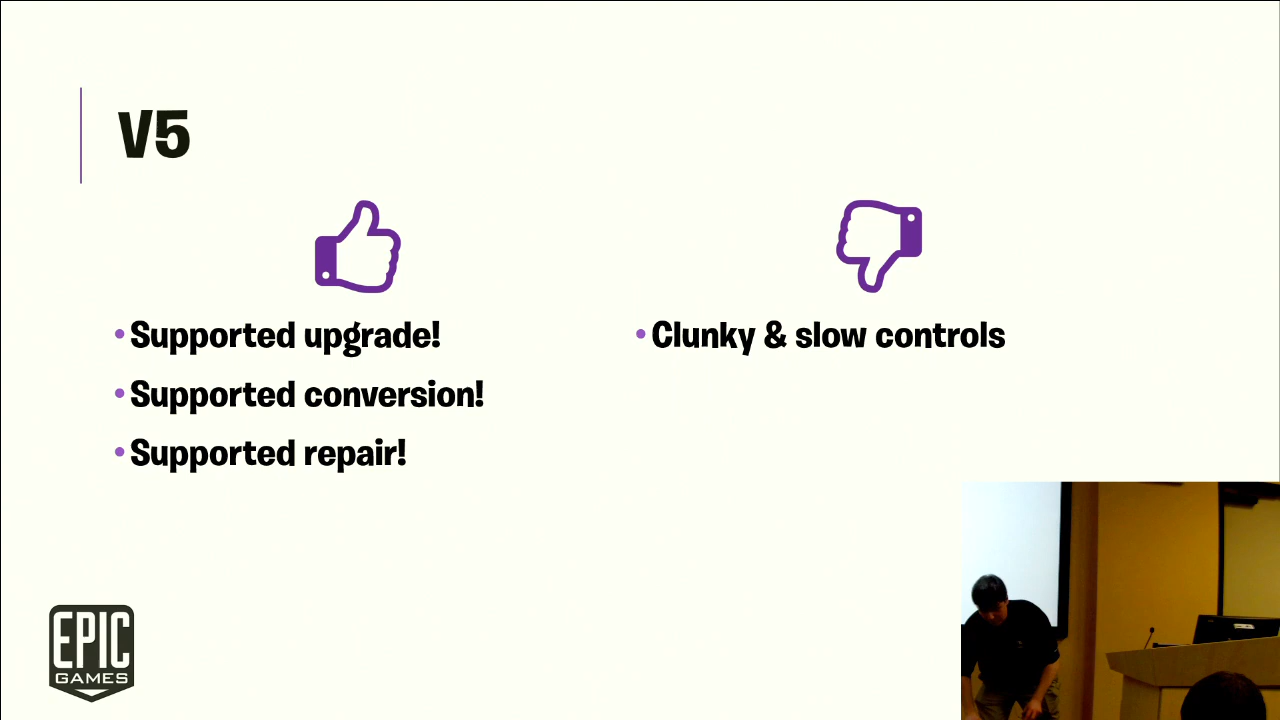 V5
• Supported upgrade!
• Supported conversion!
• Supported repair!
• Clunky & slow controls
EPIC
GAMES